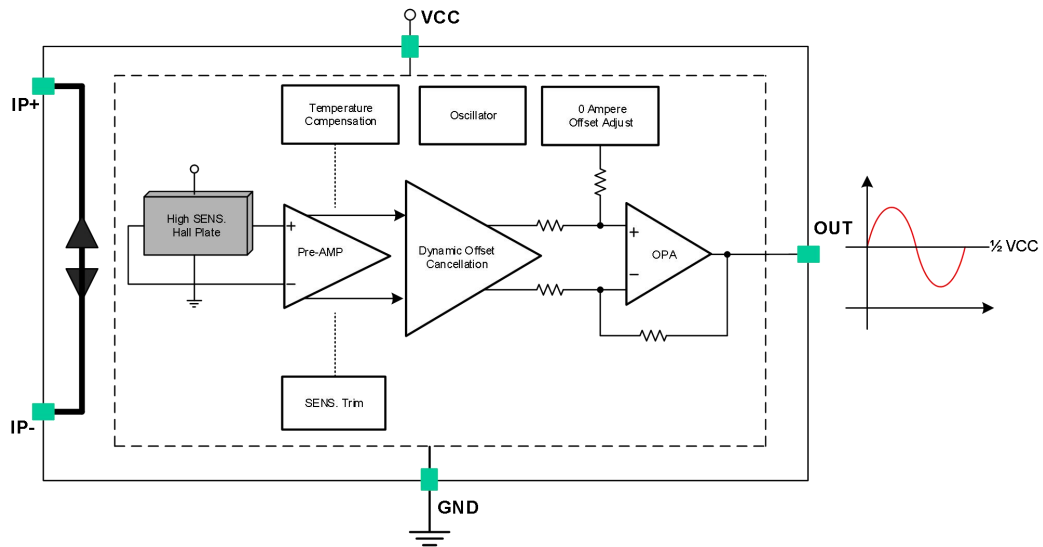 VCC
IP+
Temperature
Compensation
Oscillator
0 Ampere
Offset Adjust
High SENS.
Hall Plate
+
Pre-AMP
−
Dynamic Offset
Cancellation
+
OPA
−
OUT
½ VCC
SENS. Trim
IP-
GND